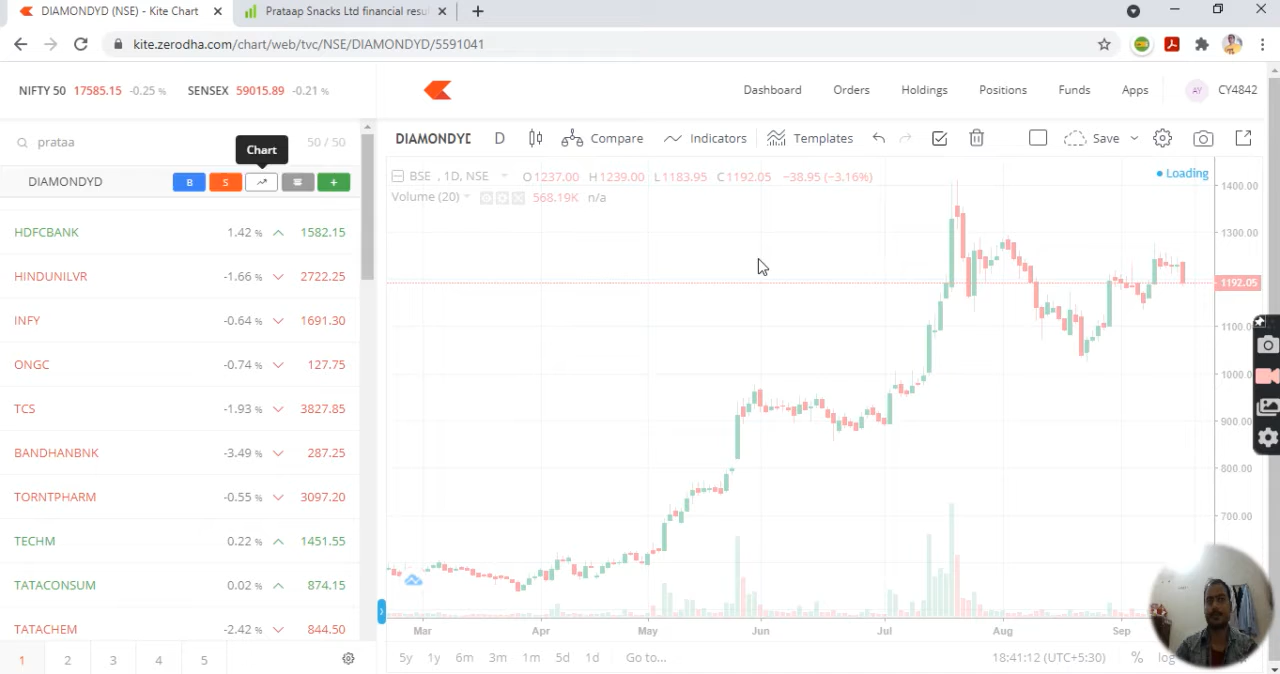 DIAMONDYD (NSE) - Kite Chart
Prataap Snacks Ltd financial resul
kite.zerodha.com/chart/web/tvc/NSE/DIAMONDYD/5591041
NIFTY 50 17585.15 -0.25 % SENSEX 59015.89 -0.21 %
Dashboard Orders Holdings Positions Funds Apps AY CY4842
prataa 50 / 50
Chart
DIAMONDYD B S
HDFCBANK 1.42 % 1582.15
HINDUNILVR -1.66 % 2722.25
INFY -0.64 % 1691.30
ONGC -0.74 % 127.75
TCS -1.93 % 3827.85
BANDHANBNK -3.49 % 287.25
TORNTPHARM -0.55 % 3097.20
TECHM 0.22 % 1451.55
TATACONSUM 0.02 % 874.15
TATACHEM -2.42 % 844.50
1 2 3 4 5
DIAMONDYD D Compare Indicators Templates Save
BSE , 1D, NSE O1237.00 H1239.00 L1183.95 C1192.05 −38.95 (−3.16%)
Loading
Volume (20) 568.19K n/a
1400.00
1300.00
1192.05
1100.00
1000.00
900.00
800.00
700.00
Mar Apr May Jun Jul Aug Sep
5y 1y 6m 3m 1m 5d 1d Go to... 18:41:12 (UTC+5:30) % log